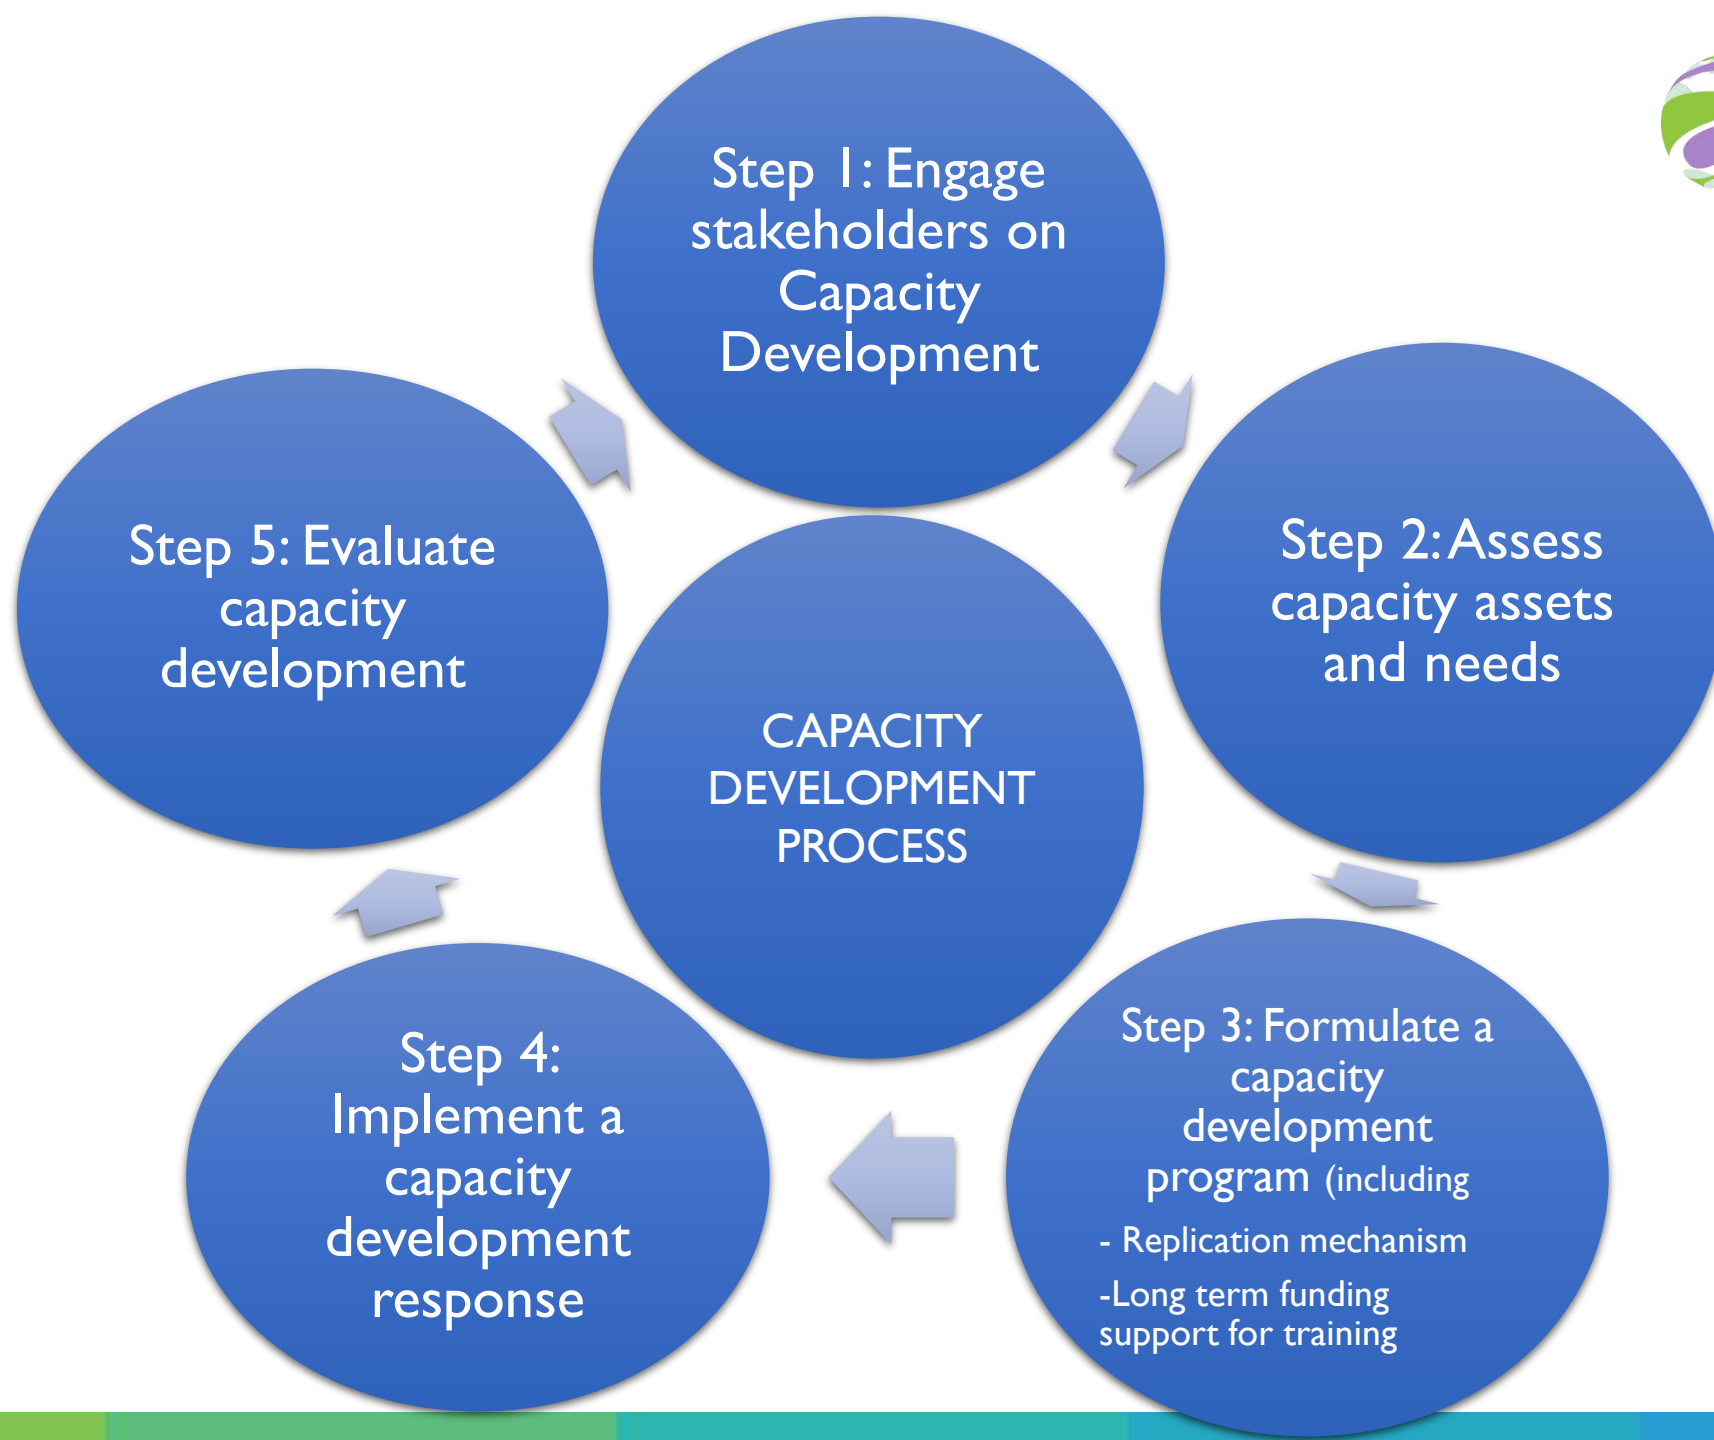 Step 1: Engage
stakeholders on
Capacity
Development
Step 2: Assess
capacity assets
and needs
Step 3: Formulate a
capacity
development
program (including
- Replication mechanism
-Long term funding
support for training
Step 4:
Implement a
capacity
development
response
Step 5: Evaluate
capacity
development
CAPACITY
DEVELOPMENT
PROCESS